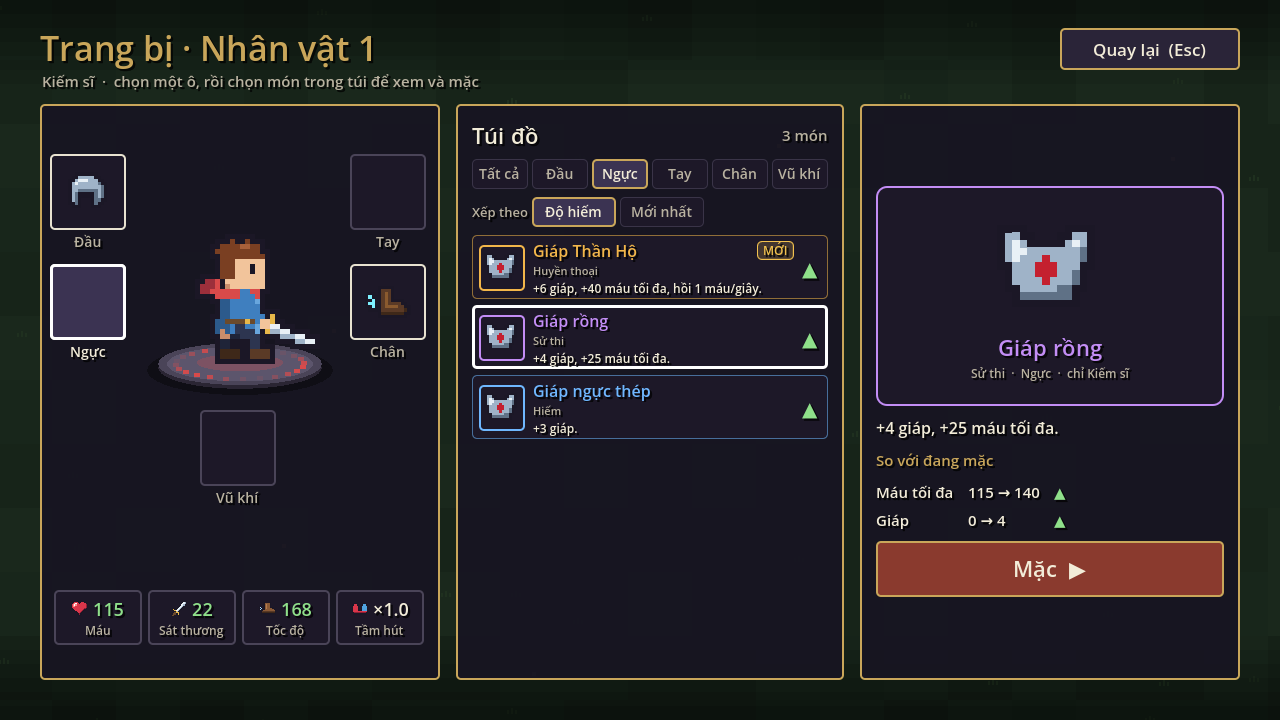 Trang bị · Nhân vật 1
Kiếm sĩ · chọn một ô, rồi chọn món trong túi để xem và mặc
Quay lại (Esc)
Đầu
Tay
Ngực
Chân
Vũ khí
115
Máu
22
Sát thương
168
Tốc độ
×1.0
Tầm hút
Túi đồ
3 món
Tất cả
Đầu
Ngực
Tay
Chân
Vũ khí
Xếp theo
Độ hiếm
Mới nhất
Giáp Thần Hộ
MỚI
Huyền thoại
+6 giáp, +40 máu tối đa, hồi 1 máu/giây.
▲
Giáp rồng
Sử thi
+4 giáp, +25 máu tối đa.
▲
Giáp ngực thép
Hiếm
+3 giáp.
▲
Giáp rồng
Sử thi · Ngực · chỉ Kiếm sĩ
+4 giáp, +25 máu tối đa.
So với đang mặc
Máu tối đa 115 → 140 ▲
Giáp 0 → 4 ▲
Mặc ▶